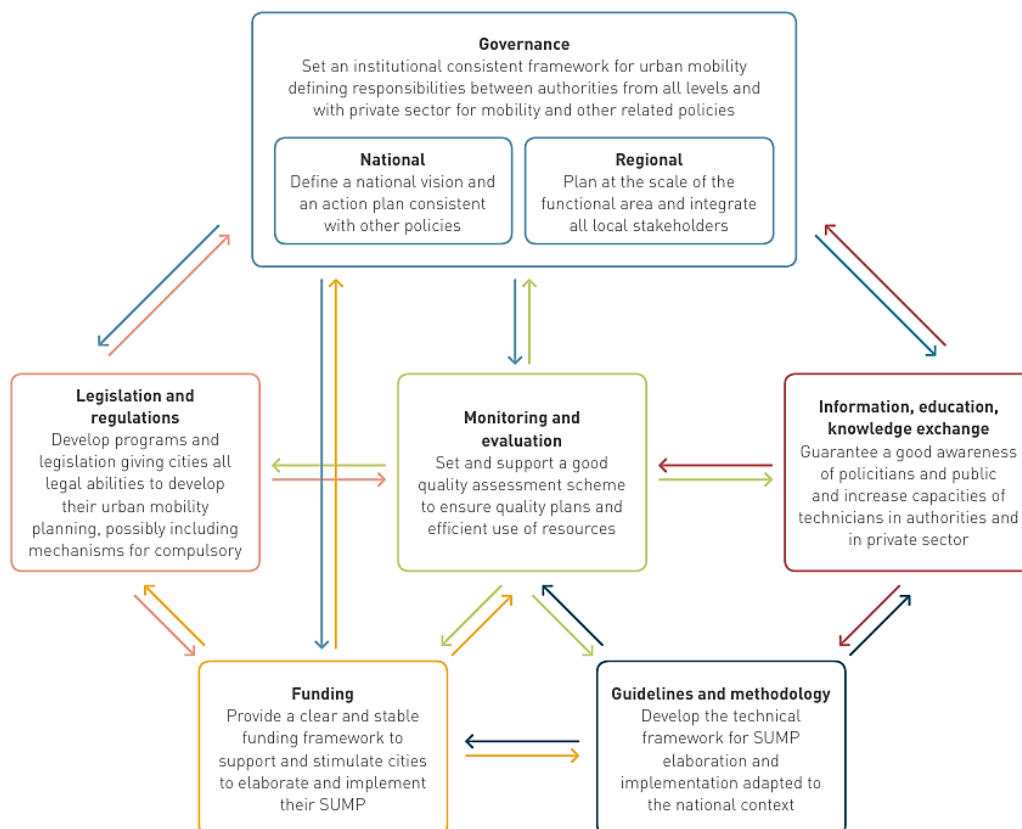 Governance
Set an institutional consistent framework for urban mobility
defining responsibilities between authorities from all levels and
with private sector for mobility and other related policies
National
Define a national vision and
an action plan consistent
with other policies
Regional
Plan at the scale of the
functional area and integrate
all local stakeholders
Legislation and
regulations
Develop programs and
legislation giving cities all
legal abilities to develop
their urban mobility
planning, possibly including
mechanisms for compulsory
Monitoring and
evaluation
Set and support a good
quality assessment scheme
to ensure quality plans and
efficient use of resources
Information, education,
knowledge exchange
Guarantee a good awareness
of policitians and public
and increase capacities of
technicians in authorities and
in private sector
Funding
Provide a clear and stable
funding framework to
support and stimulate cities
to elaborate and implement
their SUMP
Guidelines and methodology
Develop the technical
framework for SUMP
elaboration and
implementation adapted to
the national context